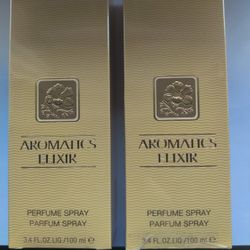 AROMATICS
ELIXIR
PERFUME SPRAY
PARFUM SPRAY
3.4 FL.OZ.LIQ/100 ml e
AROMATICS
ELIXIR
PERFUME SPRAY
PARFUM SPRAY
3.4 FL.OZ.LIQ/100 ml e